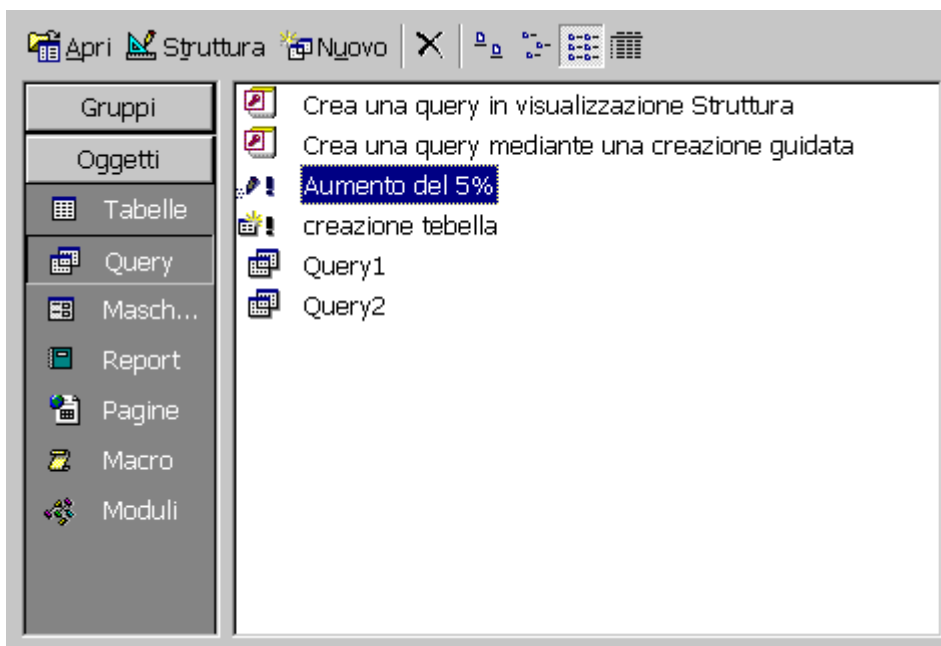 Apri Struttura Nuovo
Gruppi
Oggetti
Tabelle
Query
Masch...
Report
Pagine
Macro
Moduli
Crea una query in visualizzazione Struttura
Crea una query mediante una creazione guidata
Aumento del 5%
creazione tebella
Query1
Query2